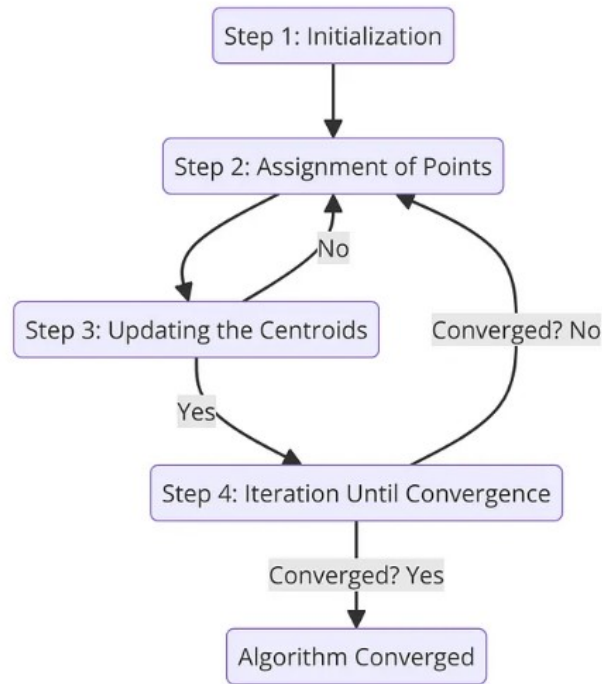 Step 1: Initialization
Step 2: Assignment of Points
No
Step 3: Updating the Centroids
Converged? No
Yes
Step 4: Iteration Until Convergence
Converged? Yes
Algorithm Converged